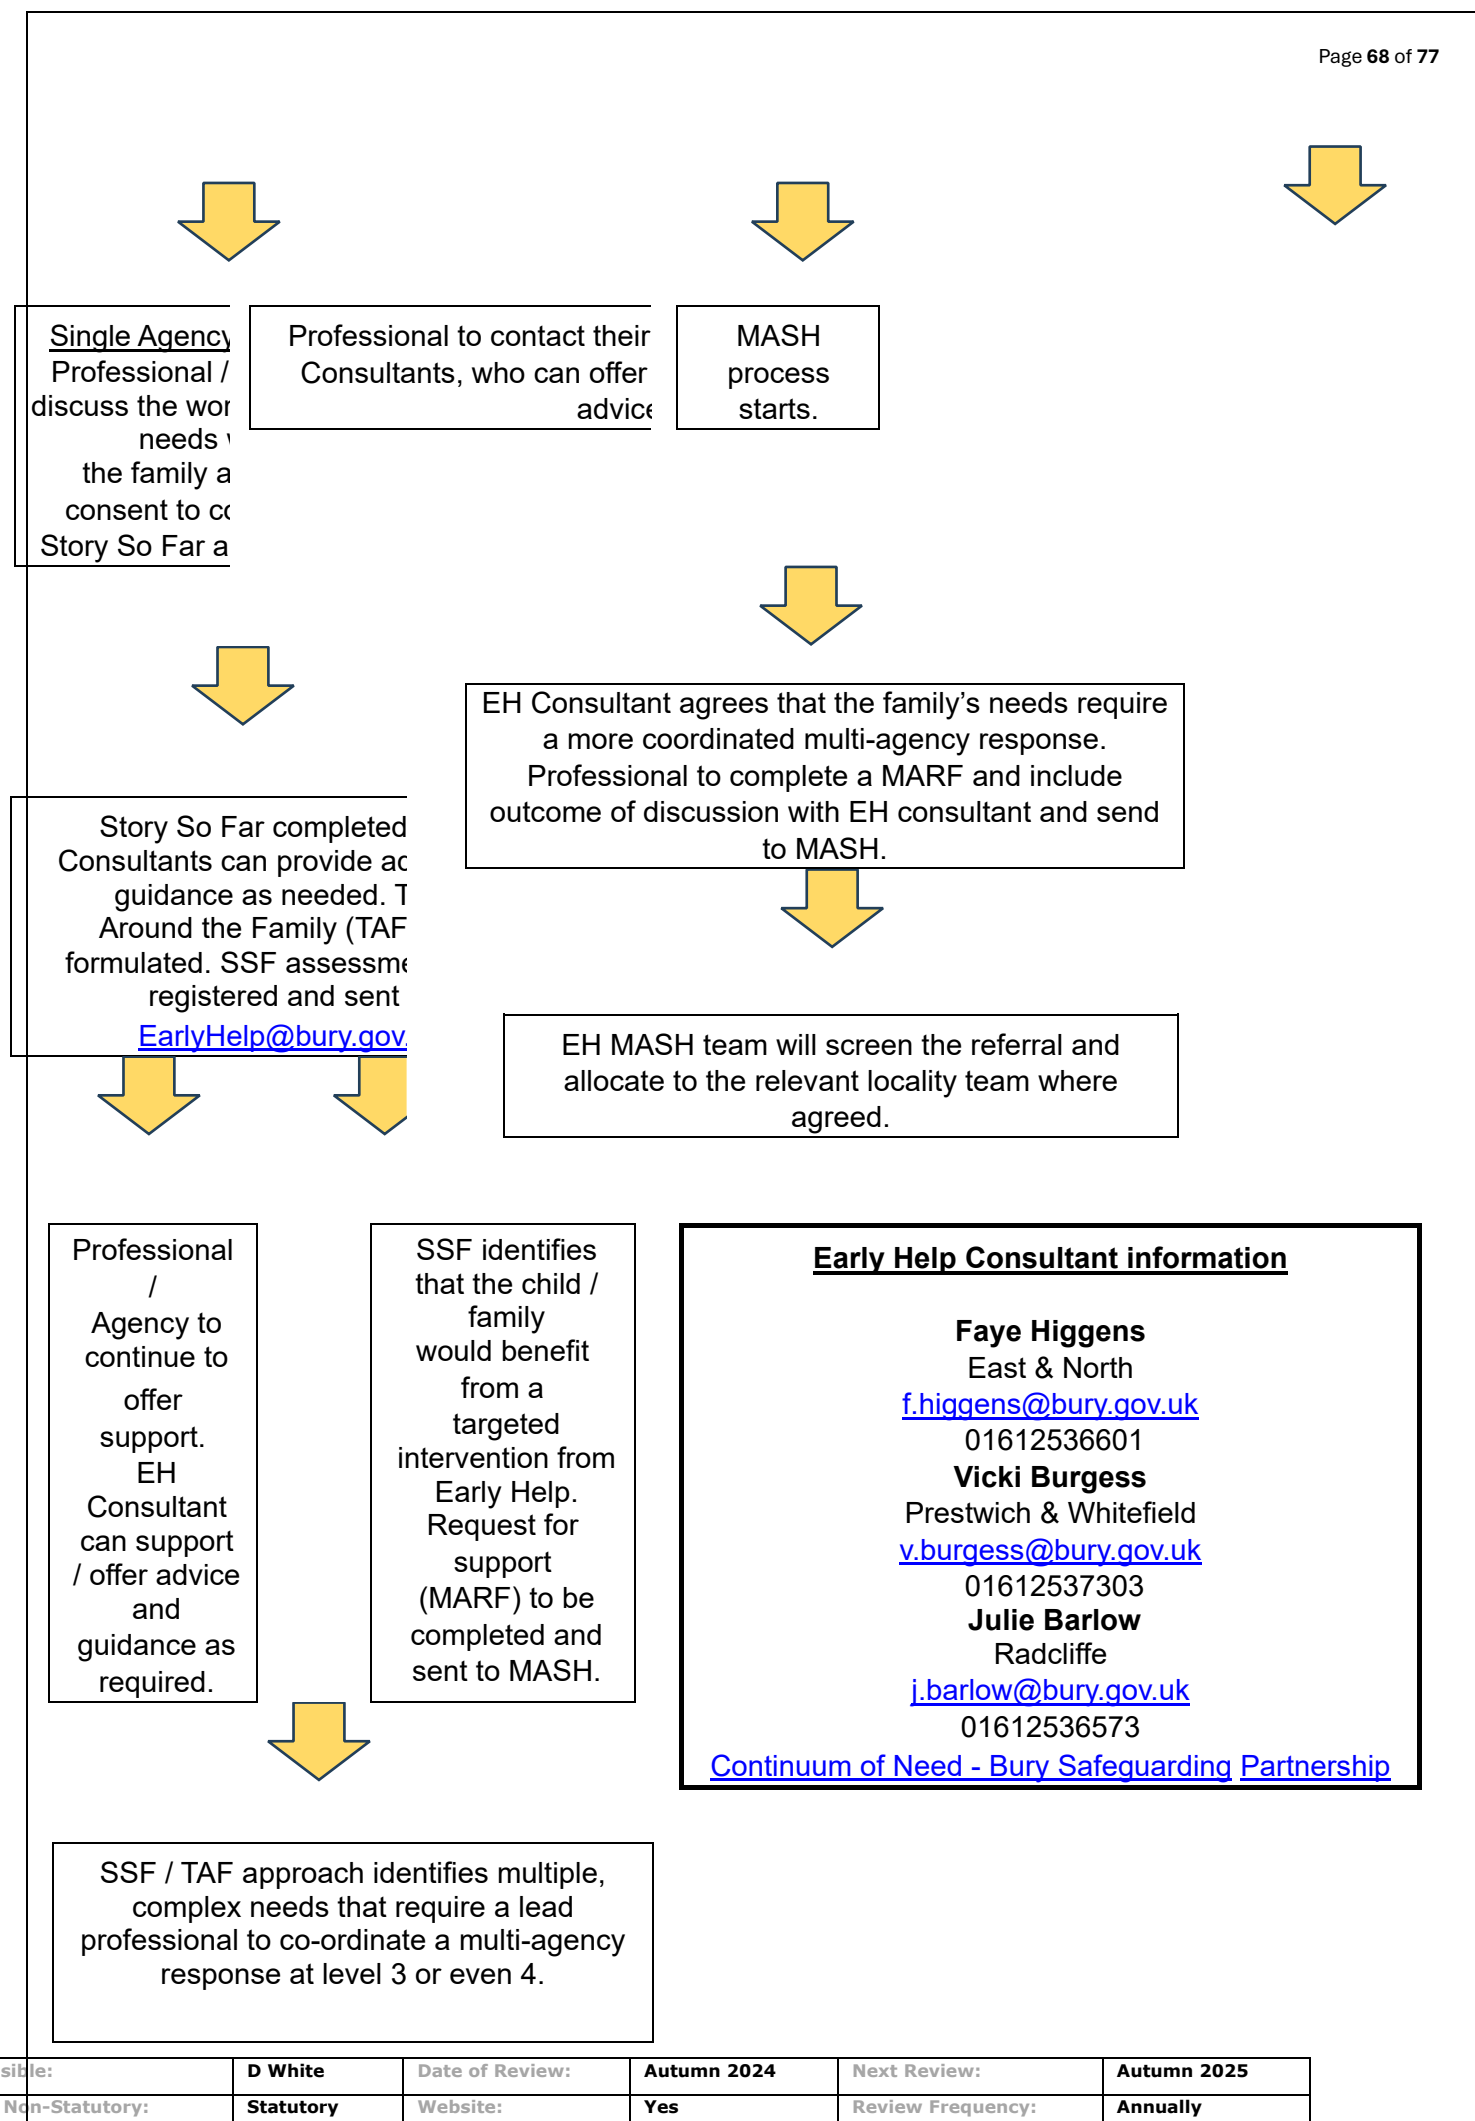 Page 68 of 77
Single Agency
Professional /
discuss the wor
needs
the family a
consent to co
Story So Far a
Professional to contact their
Consultants, who can offer
advice
MASH
process
starts.
EH Consultant agrees that the family’s needs require
a more coordinated multi-agency response.
Professional to complete a MARF and include
outcome of discussion with EH consultant and send
to MASH.
Story So Far completed
Consultants can provide ad
guidance as needed. T
Around the Family (TAF
formulated. SSF assessme
registered and sent
EarlyHelp@bury.gov.
EH MASH team will screen the referral and
allocate to the relevant locality team where
agreed.
Professional
/
Agency to
continue to
offer
support.
EH
Consultant
can support
/ offer advice
and
guidance as
required.
SSF identifies
that the child /
family
would benefit
from a
targeted
intervention from
Early Help.
Request for
support
(MARF) to be
completed and
sent to MASH.
Early Help Consultant information
Faye Higgens
East & North
f.higgens@bury.gov.uk
01612536601
Vicki Burgess
Prestwich & Whitefield
v.burgess@bury.gov.uk
01612537303
Julie Barlow
Radcliffe
j.barlow@bury.gov.uk
01612536573
Continuum of Need - Bury Safeguarding Partnership
SSF / TAF approach identifies multiple,
complex needs that require a lead
professional to co-ordinate a multi-agency
response at level 3 or even 4.
sible: D White Date of Review: Autumn 2024 Next Review: Autumn 2025
Non-Statutory: Statutory Website: Yes Review Frequency: Annually